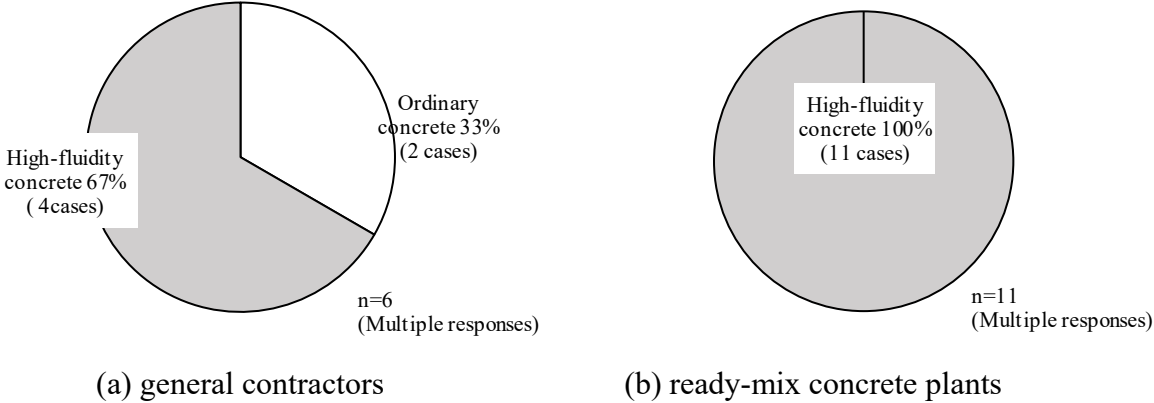 Ordinary
concrete 33%
(2 cases)
High-fluidity
concrete 67%
( 4cases)
n=6
(Multiple responses)
(a) general contractors
High-fluidity
concrete 100%
(11 cases)
n=11
(Multiple responses)
(b) ready-mix concrete plants